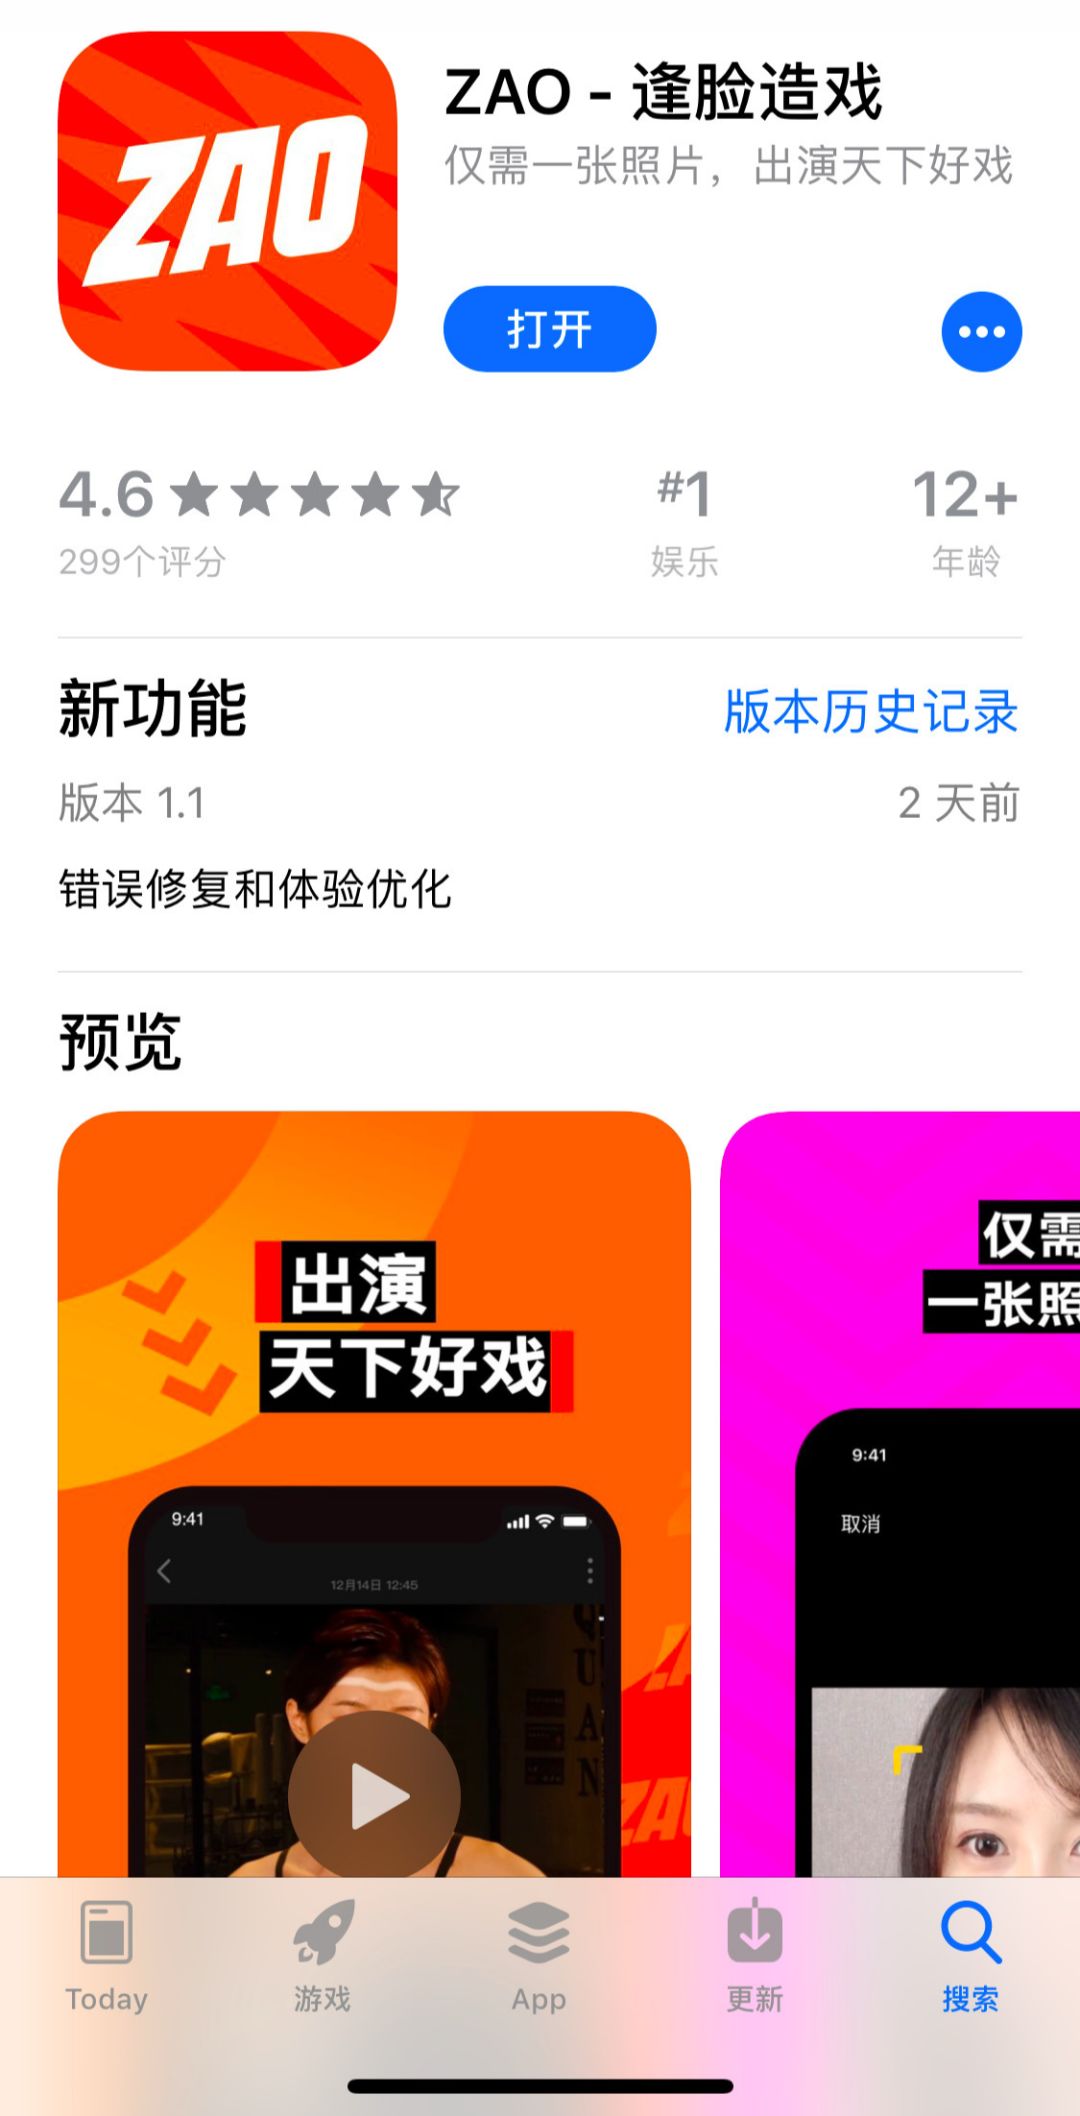 ZAO
ZAO - 逢脸造戏
仅需一张照片，出演天下好戏
打开
4.6
#1
12+
299个评分
娱乐
年龄
新功能
版本历史记录
版本 1.1
2 天前
错误修复和体验优化
预览
出演
天下好戏
9:41
12月14日 12:45
仅需
一张照
9:41
取消
ZAO
Today
游戏
App
更新
搜索